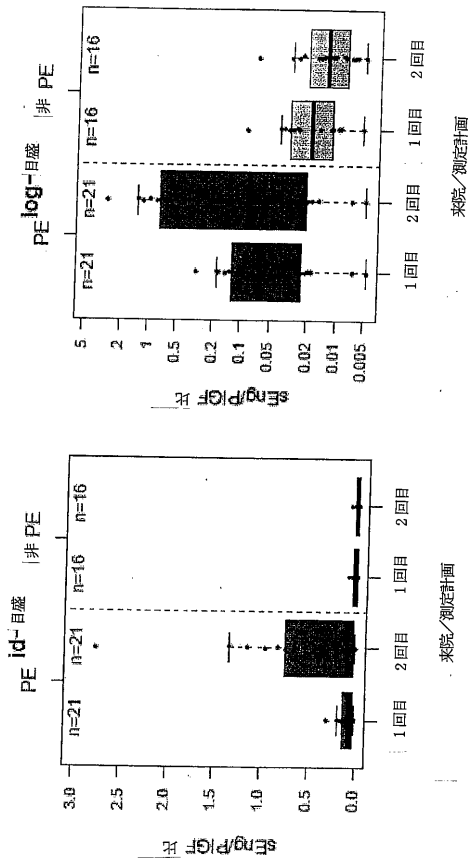 PE id-目盛 非 PE
n=21 n=21 n=16 n=16
3.0
2.5
2.0
1.5
1.0
0.5
0.0
sEng/PlGF 比
1回目 2回目 1回目 2回目
来院/測定計画
PE log-目盛 非 PE
n=21 n=21 n=16 n=16
5
2
1
0.5
0.2
0.1
0.05
0.02
0.01
0.005
sEng/PlGF 比
1回目 2回目 1回目 2回目
来院/測定計画